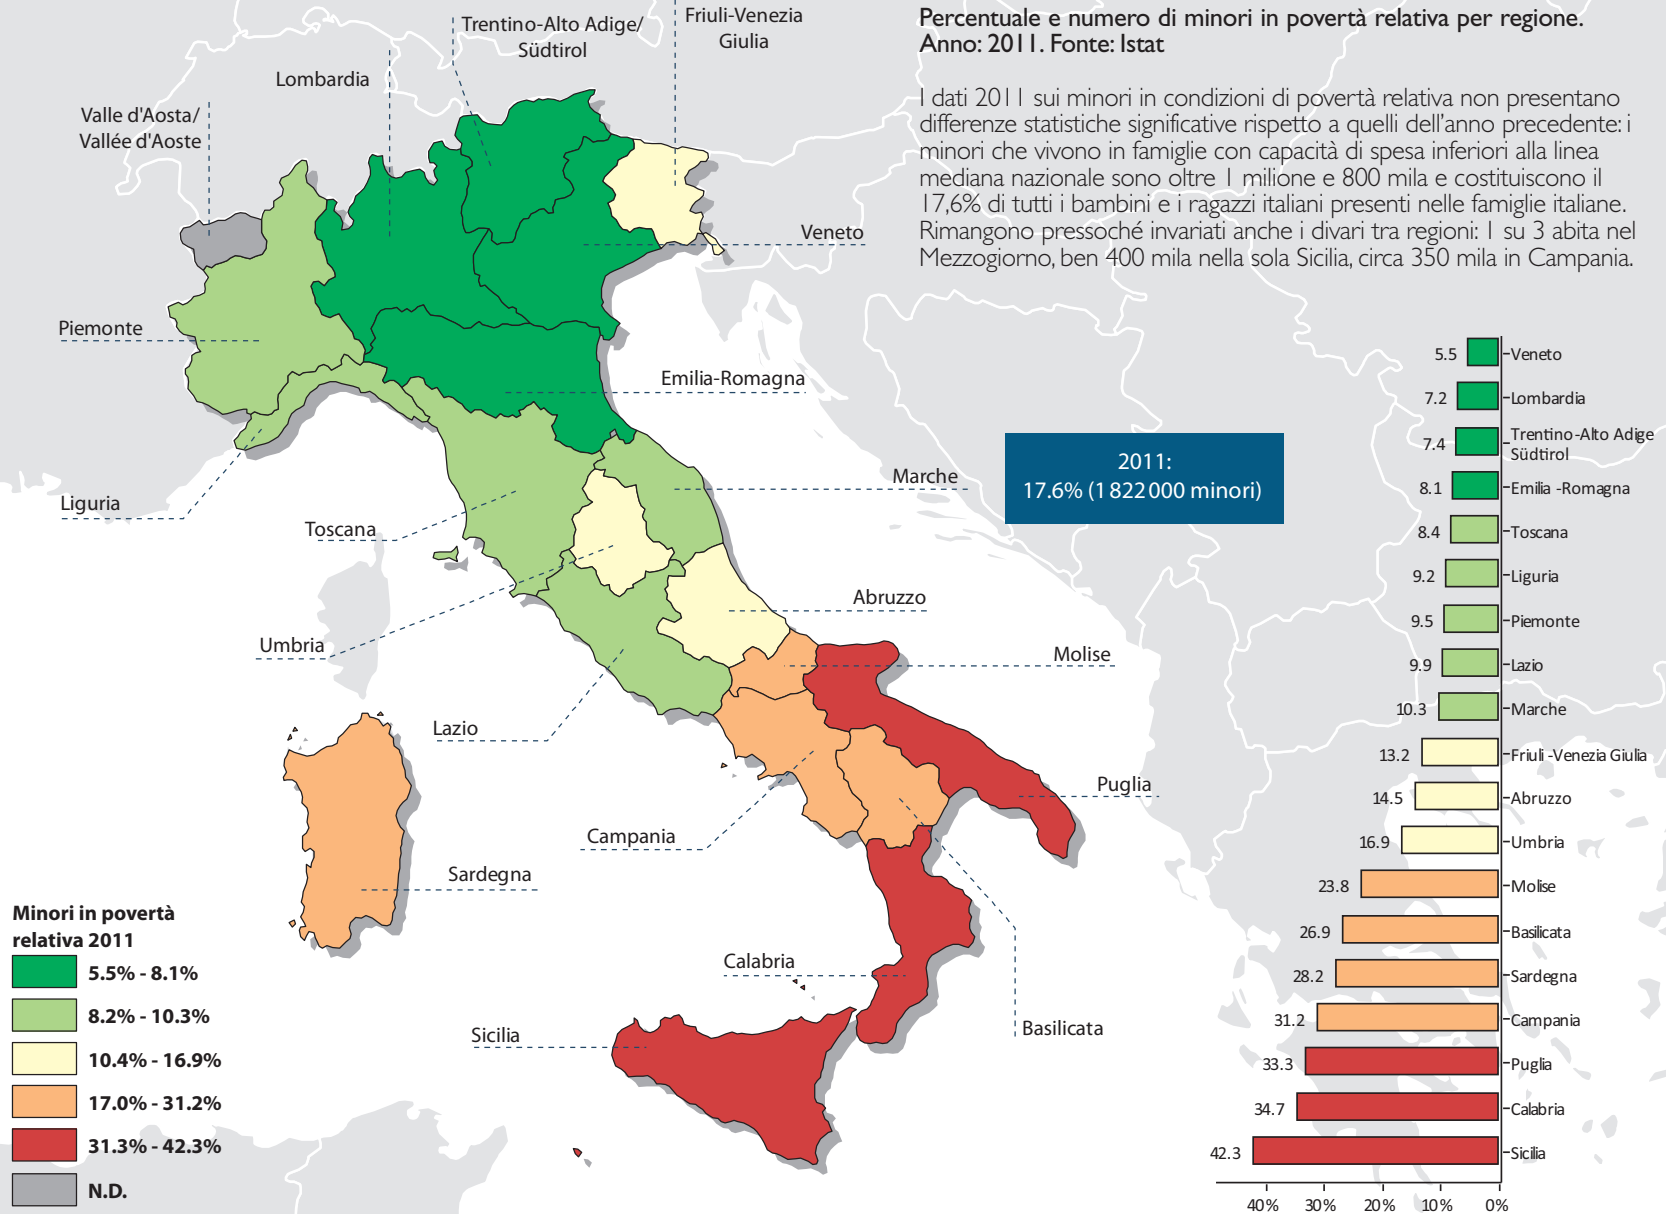 Percentuale e numero di minori in povertà relativa per regione.
Anno: 2011. Fonte: Istat
I dati 2011 sui minori in condizioni di povertà relativa non presentano
differenze statistiche significative rispetto a quelli dell'anno precedente: i
minori che vivono in famiglie con capacità di spesa inferiori alla linea
mediana nazionale sono oltre 1 milione e 800 mila e costituiscono il
17,6% di tutti i bambini e i ragazzi italiani presenti nelle famiglie italiane.
Rimangono pressoché invariati anche i divari tra regioni: 1 su 3 abita nel
Mezzogiorno, ben 400 mila nella sola Sicilia, circa 350 mila in Campania.
Trentino-Alto Adige/
Südtirol
Friuli-Venezia
Giulia
Lombardia
Valle d'Aosta/
Vallée d'Aoste
Veneto
Piemonte
Emilia-Romagna
Liguria
Toscana
Marche
Umbria
Abruzzo
Molise
Lazio
Puglia
Campania
Sardegna
Calabria
Basilicata
Sicilia
2011:
17.6% (1 822 000 minori)
Minori in povertà
relativa 2011
5.5% - 8.1%
8.2% - 10.3%
10.4% - 16.9%
17.0% - 31.2%
31.3% - 42.3%
N.D.
5.5 Veneto
7.2 Lombardia
7.4 Trentino-Alto Adige
Südtirol
8.1 Emilia -Romagna
8.4 Toscana
9.2 Liguria
9.5 Piemonte
9.9 Lazio
10.3 Marche
13.2 Friuli -Venezia Giulia
14.5 Abruzzo
16.9 Umbria
23.8 Molise
26.9 Basilicata
28.2 Sardegna
31.2 Campania
33.3 Puglia
34.7 Calabria
42.3 Sicilia
40% 30% 20% 10% 0%